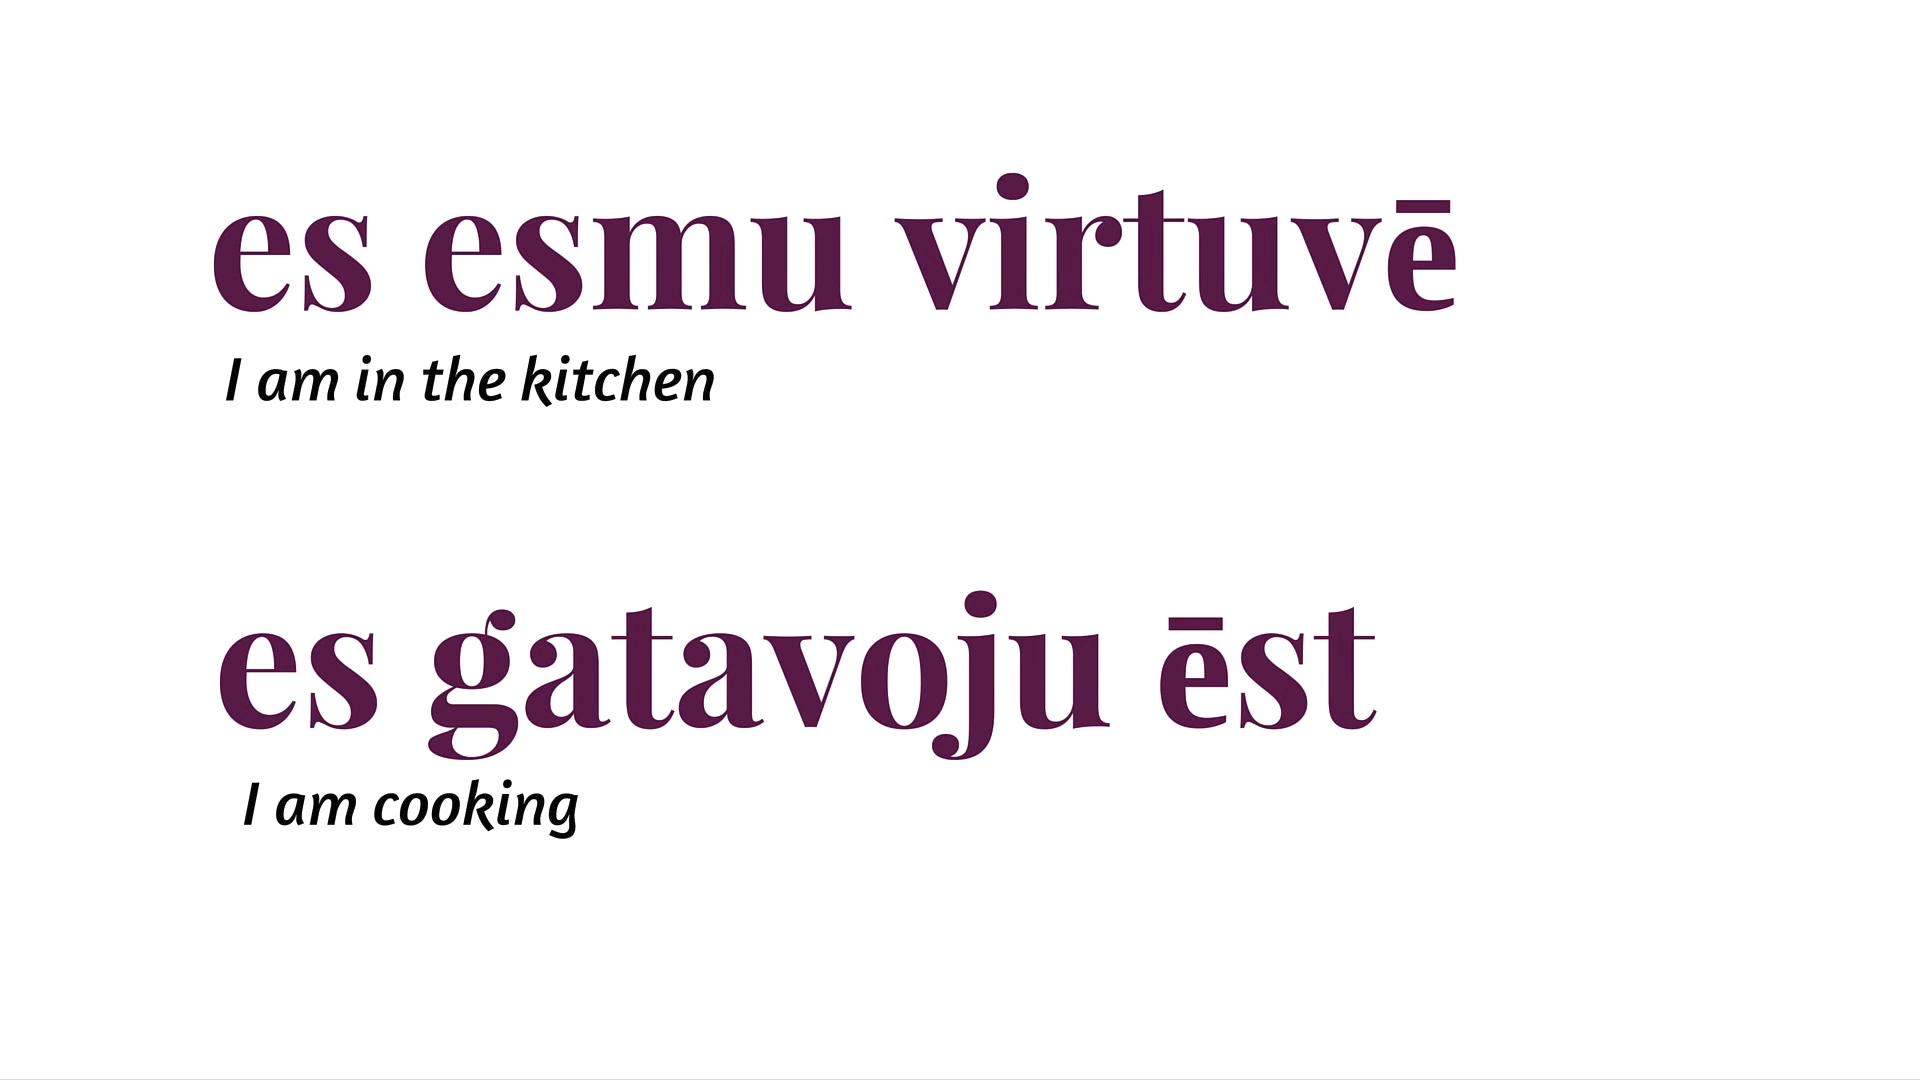 es esmu virtuvē
I am in the kitchen
es gatavoju ēst
I am cooking